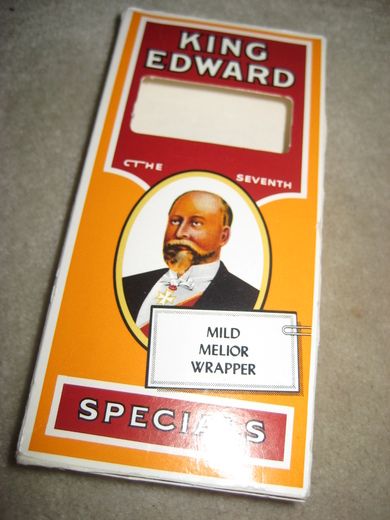 KING
EDWARD
THE SEVENTH
MILD
MELIOR
WRAPPER
SPECIALS